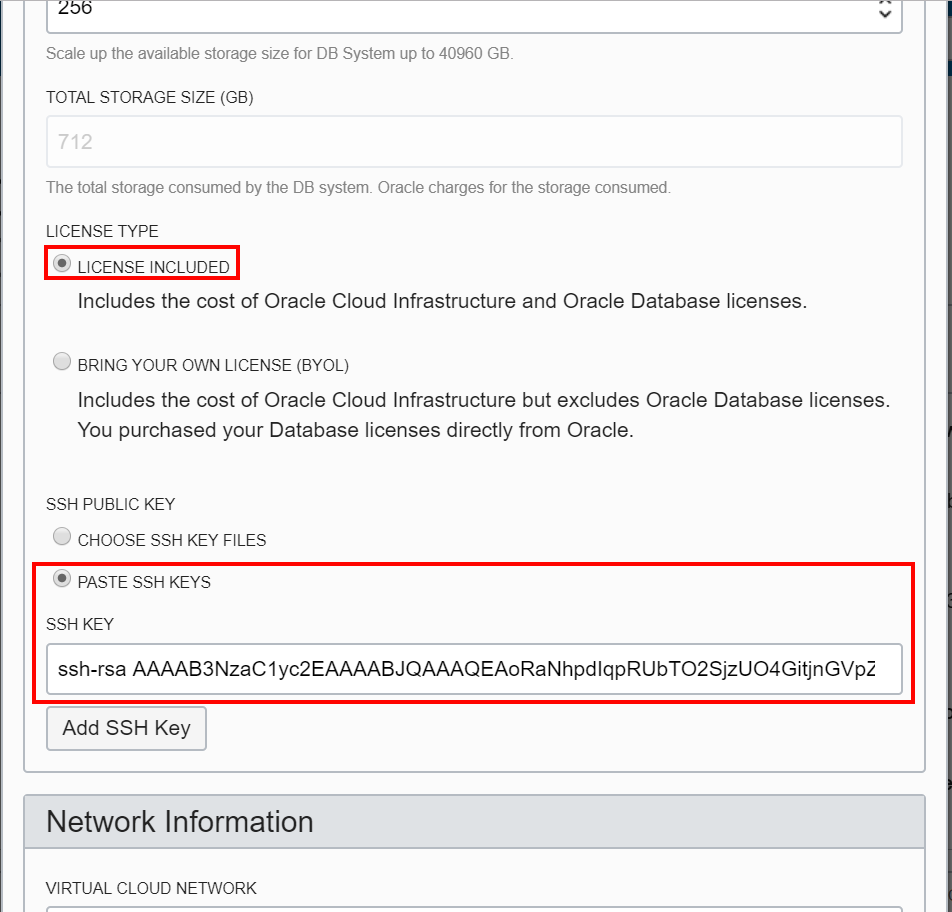 256
Scale up the available storage size for DB System up to 40960 GB.
TOTAL STORAGE SIZE (GB)
712
The total storage consumed by the DB system. Oracle charges for the storage consumed.
LICENSE TYPE
LICENSE INCLUDED
Includes the cost of Oracle Cloud Infrastructure and Oracle Database licenses.
BRING YOUR OWN LICENSE (BYOL)
Includes the cost of Oracle Cloud Infrastructure but excludes Oracle Database licenses.
You purchased your Database licenses directly from Oracle.
SSH PUBLIC KEY
CHOOSE SSH KEY FILES
PASTE SSH KEYS
SSH KEY
ssh-rsa AAAAB3NzaC1yc2EAAAABJQAAAQEAoRaNhpdIqpRUbTO2SjzUO4GitjnGVpZ
Add SSH Key
Network Information
VIRTUAL CLOUD NETWORK